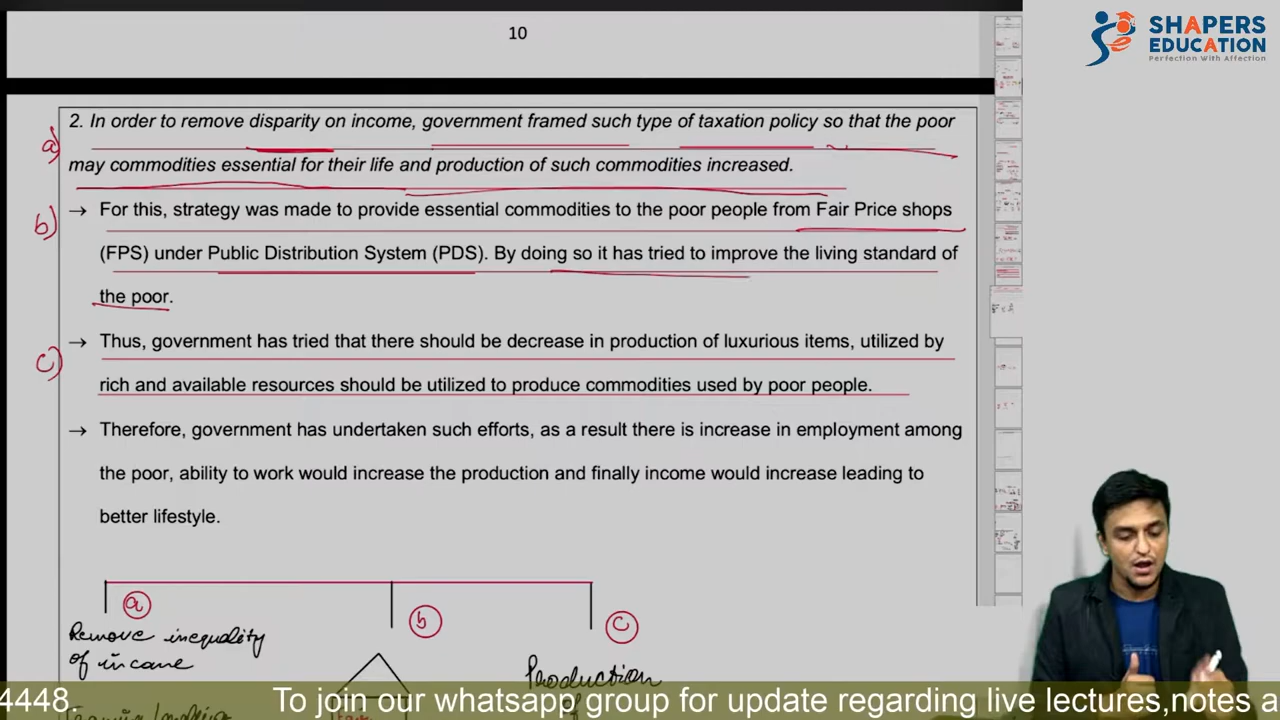 10
SHAPERS
EDUCATION
Perfection With Affection
2. In order to remove disparity on income, government framed such type of taxation policy so that the poor
a)
may commodities essential for their life and production of such commodities increased.
b)
→ For this, strategy was made to provide essential commodities to the poor people from Fair Price shops
(FPS) under Public Distribution System (PDS). By doing so it has tried to improve the living standard of
the poor.
c)
→ Thus, government has tried that there should be decrease in production of luxurious items, utilized by
rich and available resources should be utilized to produce commodities used by poor people.
→ Therefore, government has undertaken such efforts, as a result there is increase in employment among
the poor, ability to work would increase the production and finally income would increase leading to
better lifestyle.
a
b
c
Remove inequality
of income
Production
of
4448. To join our whatsapp group for update regarding live lectures,notes a